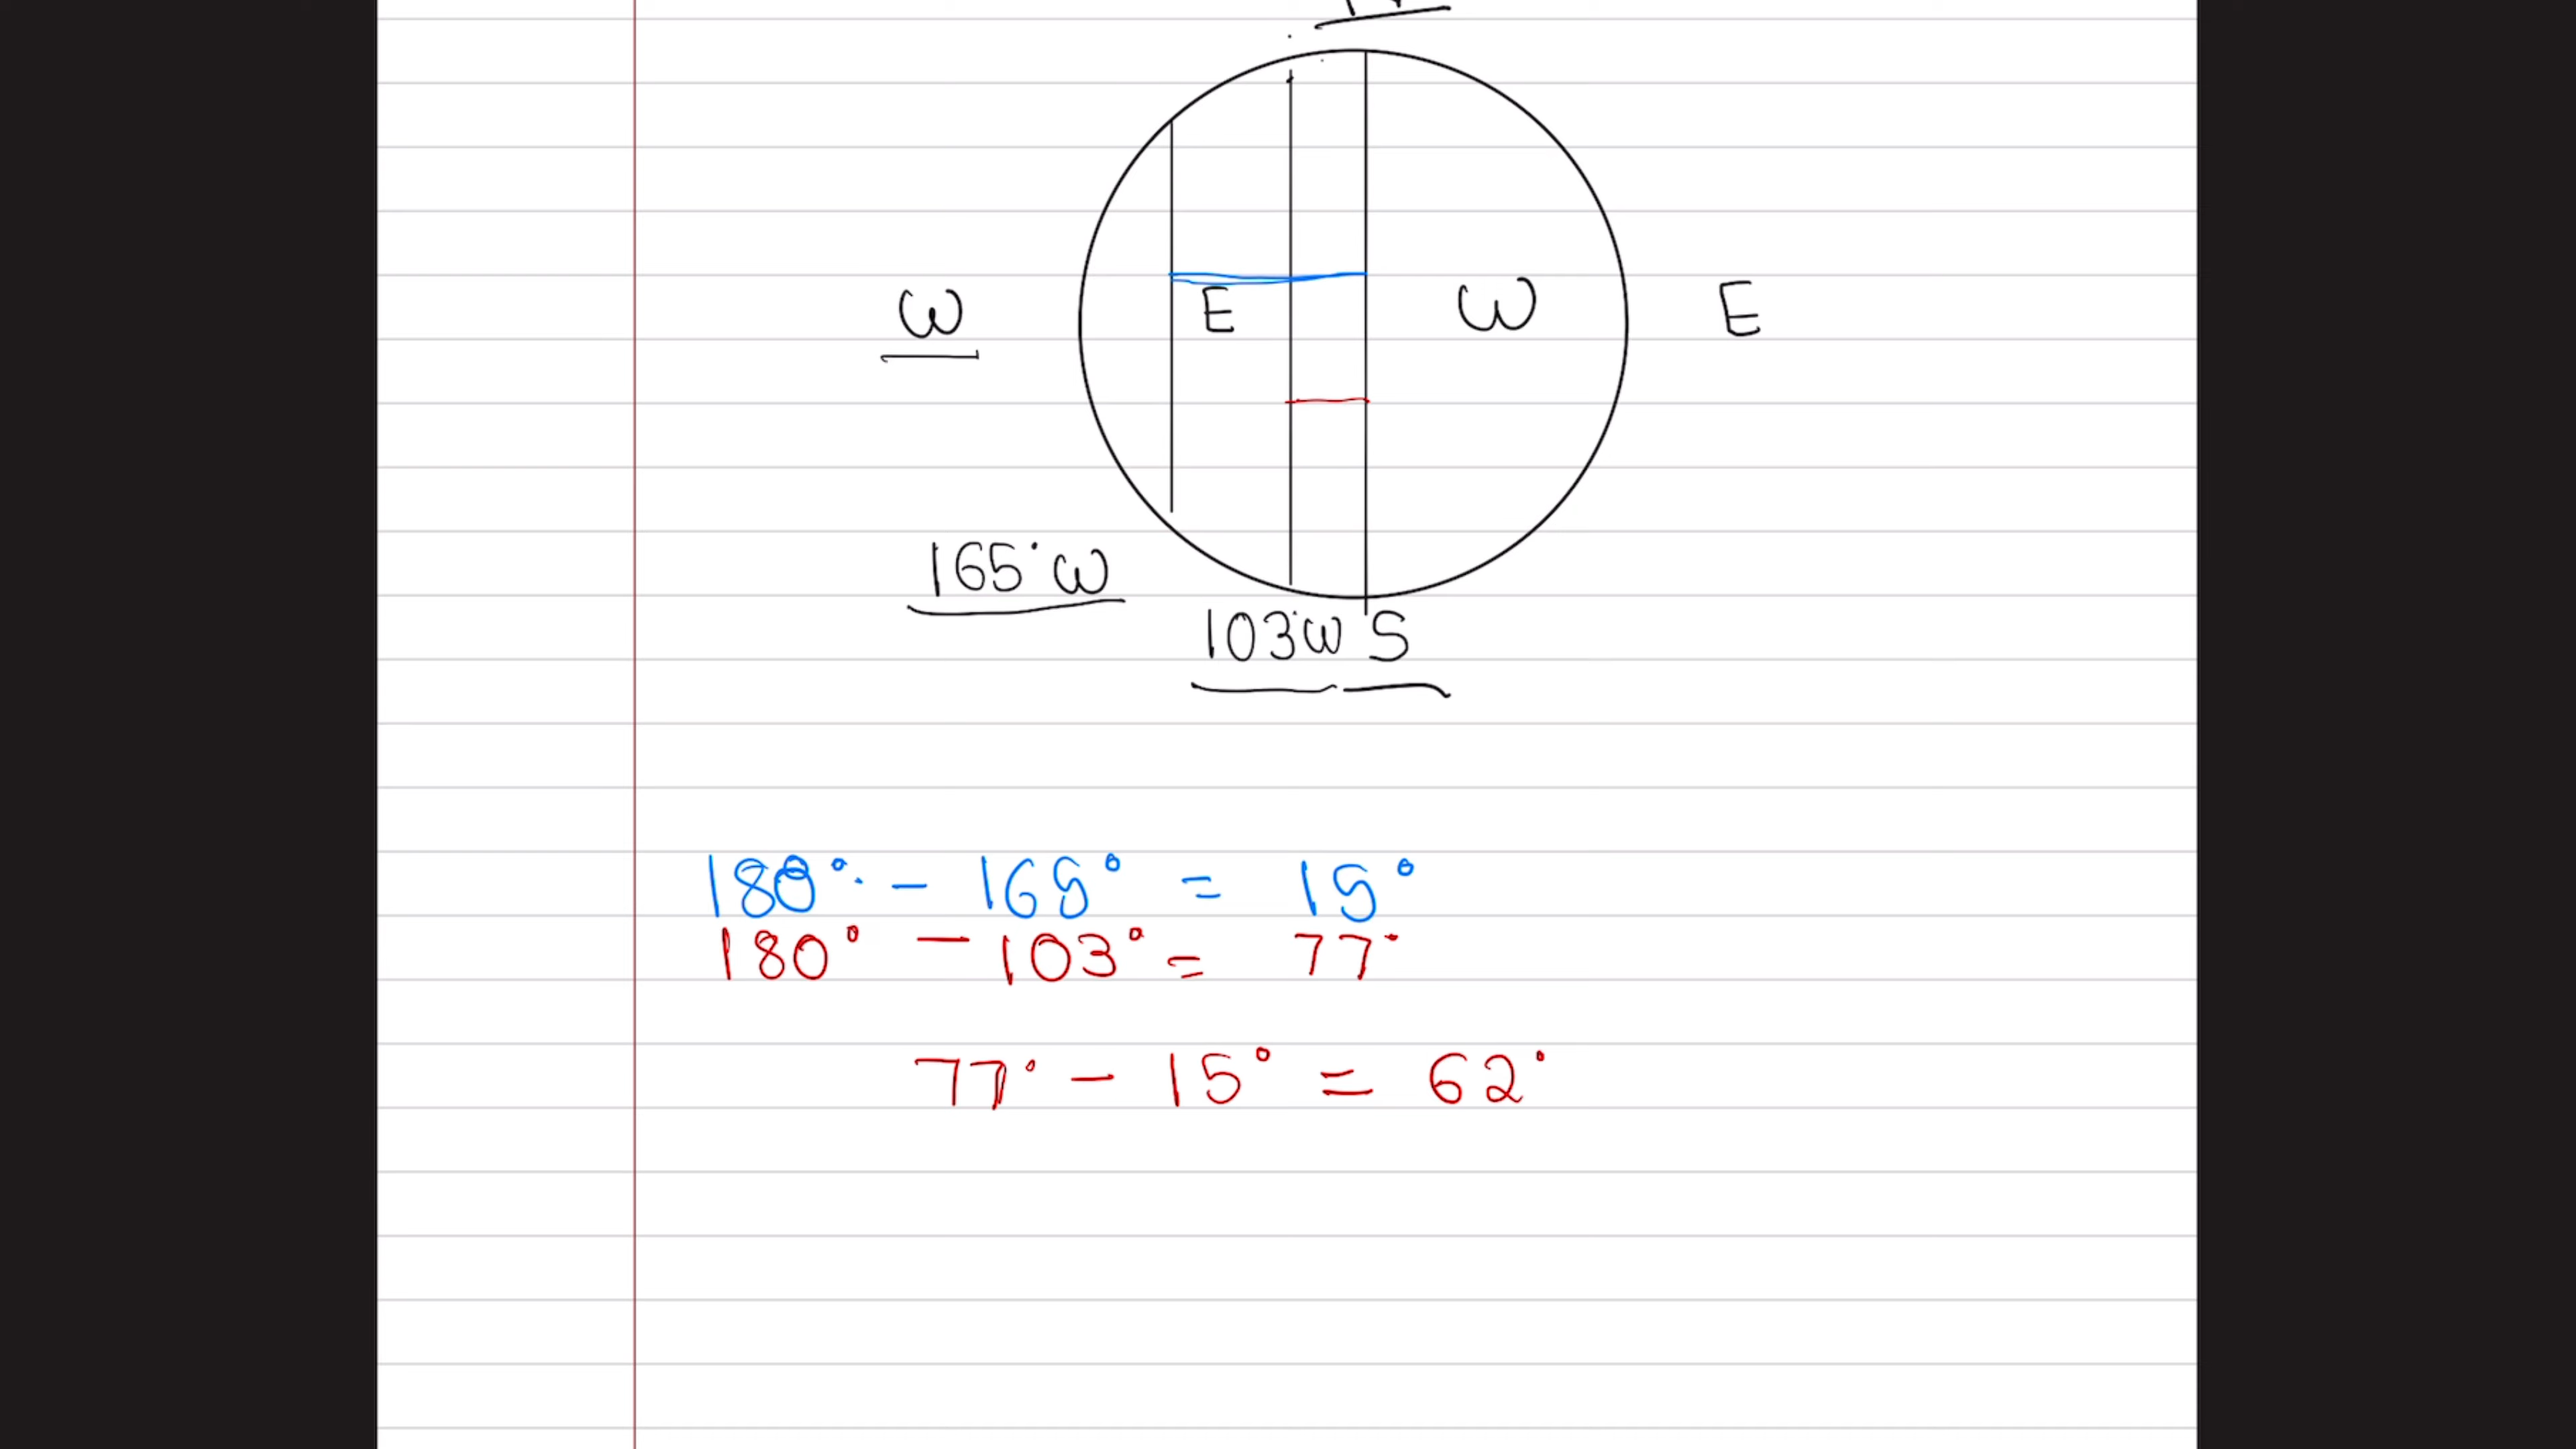 W E W E
165° W
103° W S
180° - 165° = 15°
180° - 103° = 77°
77° - 15° = 62°